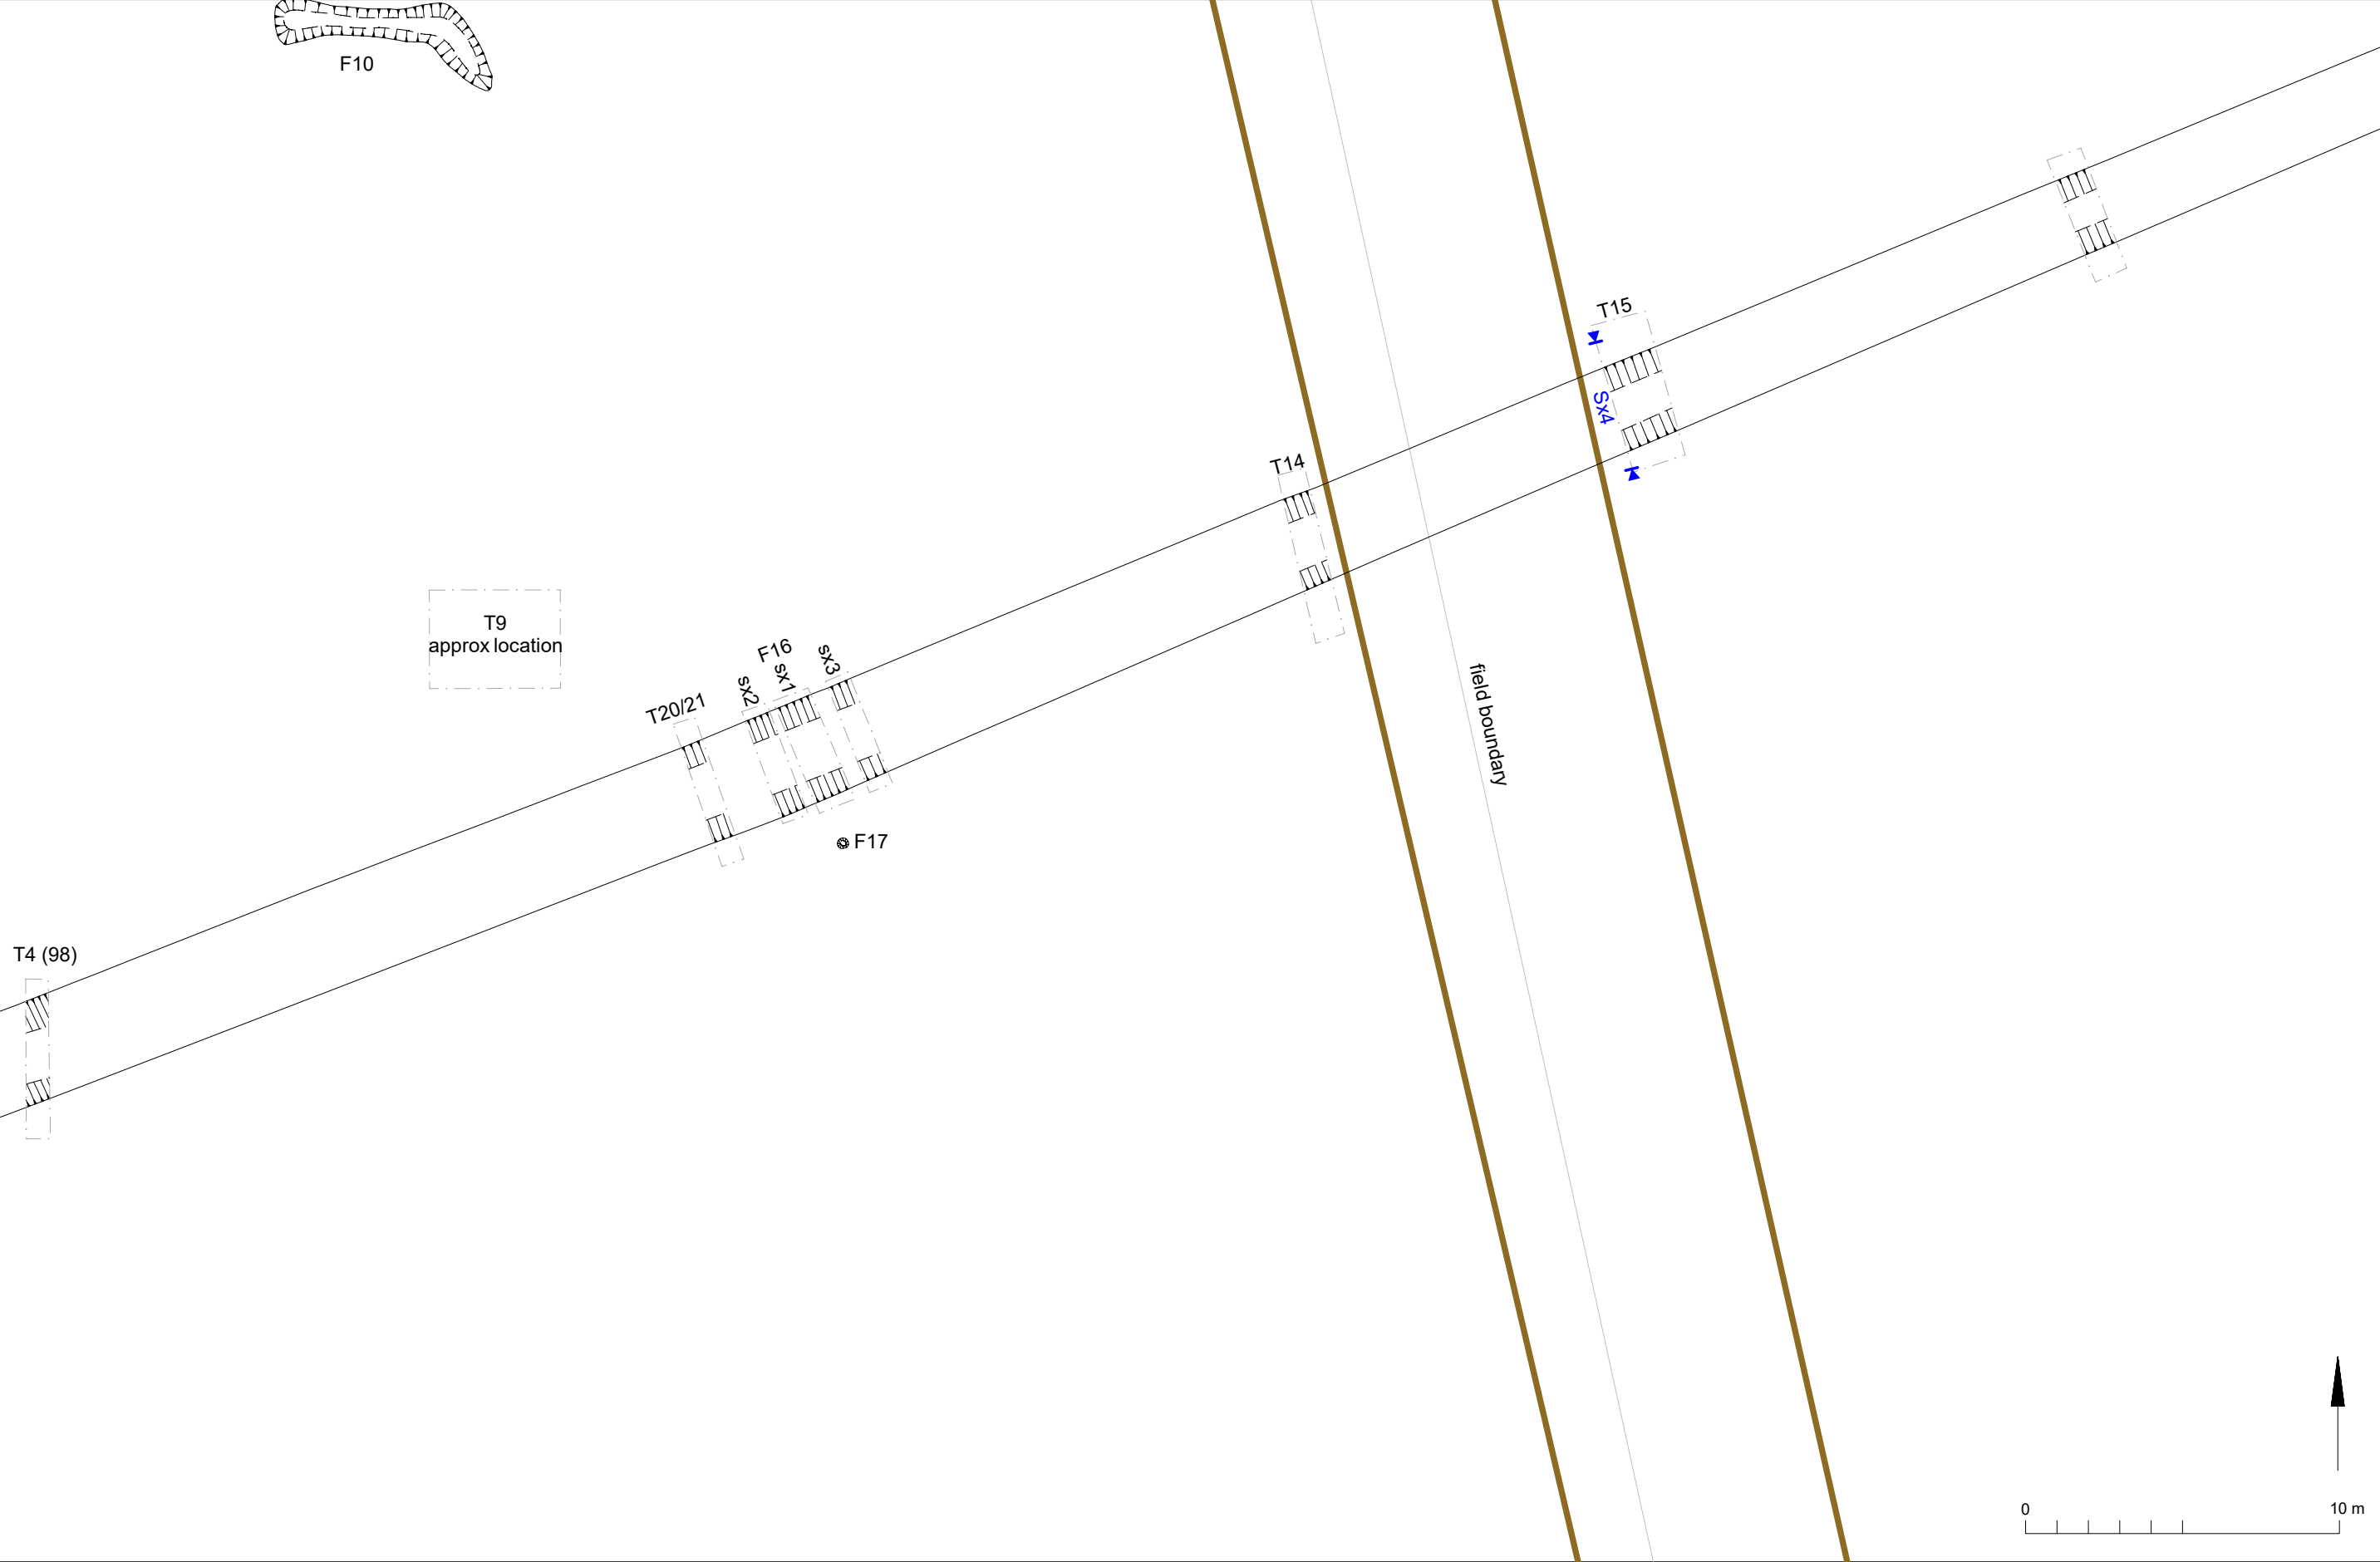 F10
T15
Sx4
T14
T9
approx location
F16
sx3
sx1
sx2
T20/21
field boundary
F17
T4 (98)
0
10 m